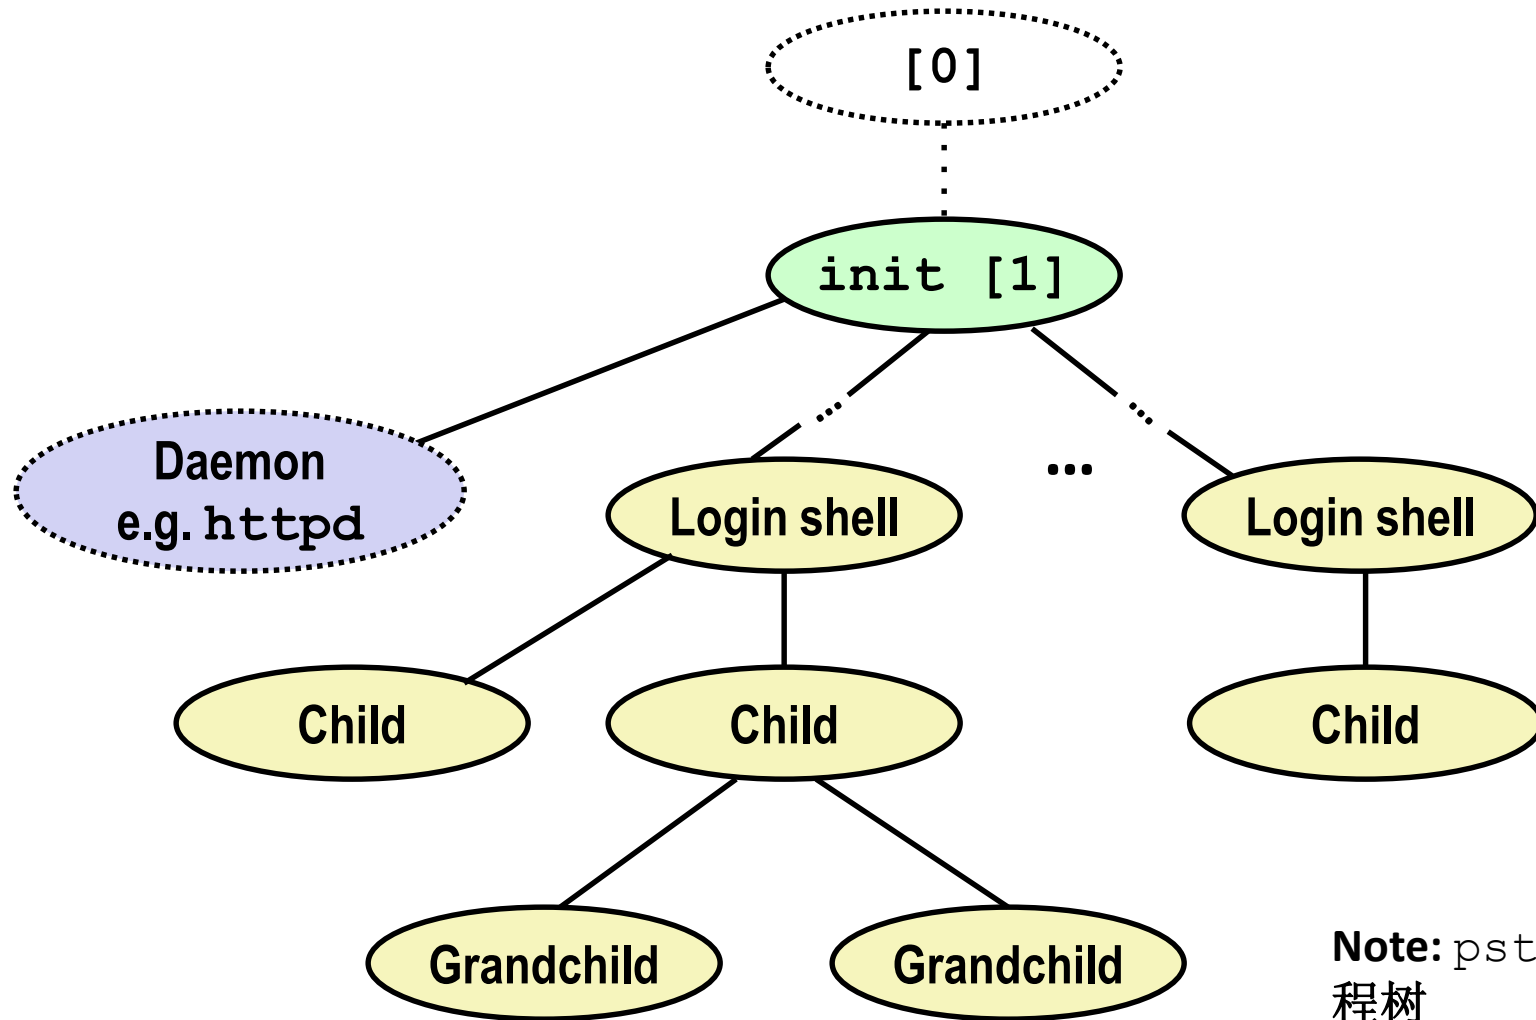 [0]
init [1]
Daemon
e.g. httpd
...
Login shell
Login shell
Child
Child
Child
Grandchild
Grandchild
Note: pst
程树